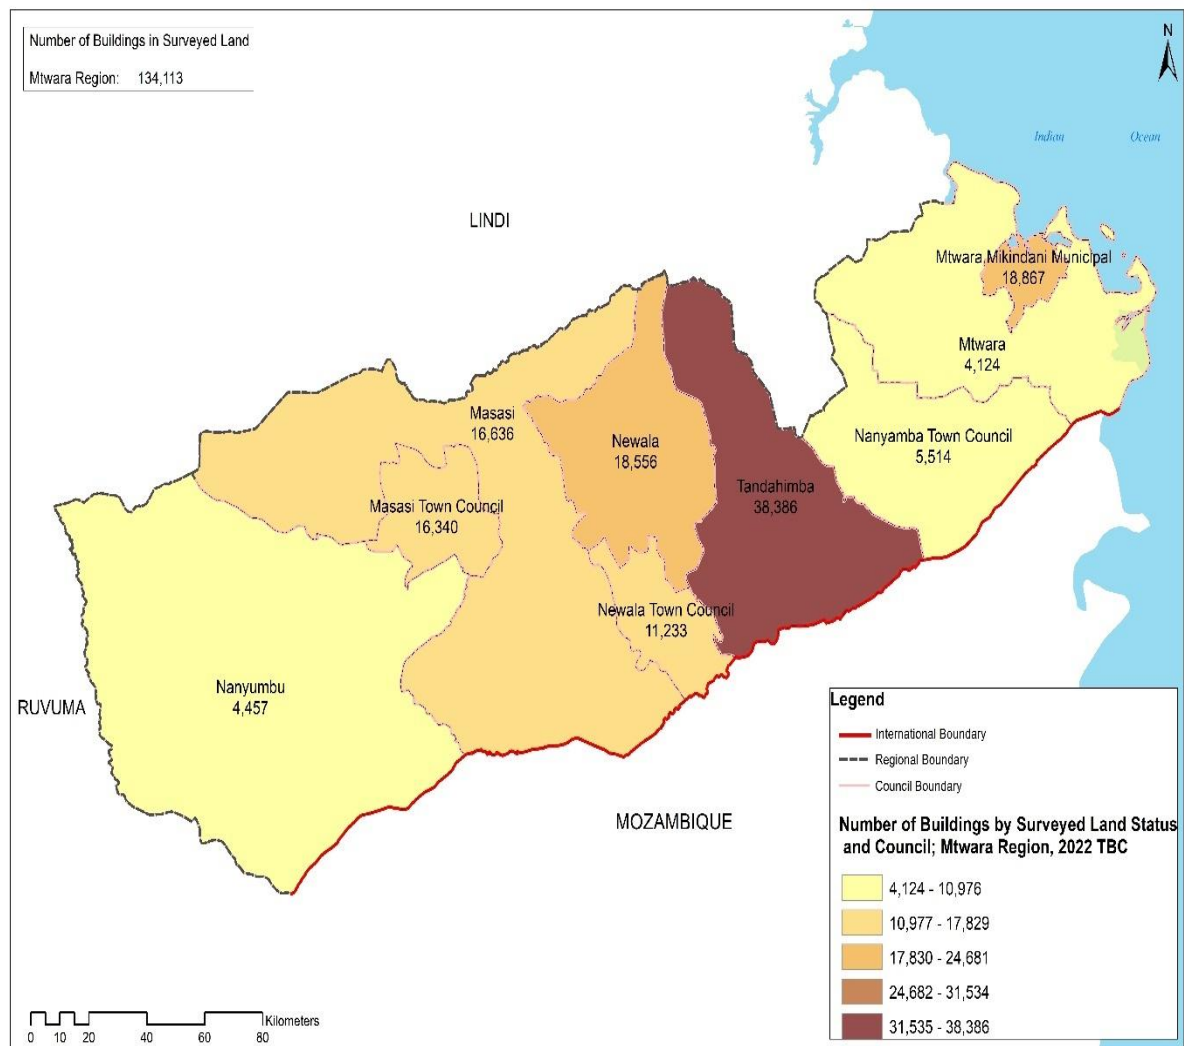 Number of Buildings in Surveyed Land
Mtwara Region: 134,113
N
Indian Ocean
LINDI
Mtwara Mikindani Municipal
18,867
Mtwara
4,124
Masasi
16,636
Newala
18,556
Nanyamba Town Council
5,514
Tandahimba
38,386
Masasi Town Council
16,340
Newala Town Council
11,233
Nanyumbu
4,457
RUVUMA
MOZAMBIQUE
Legend
International Boundary
Regional Boundary
Council Boundary
Number of Buildings by Surveyed Land Status
and Council; Mtwara Region, 2022 TBC
4,124 - 10,976
10,977 - 17,829
17,830 - 24,681
24,682 - 31,534
31,535 - 38,386
Kilometers
0 10 20 40 60 80